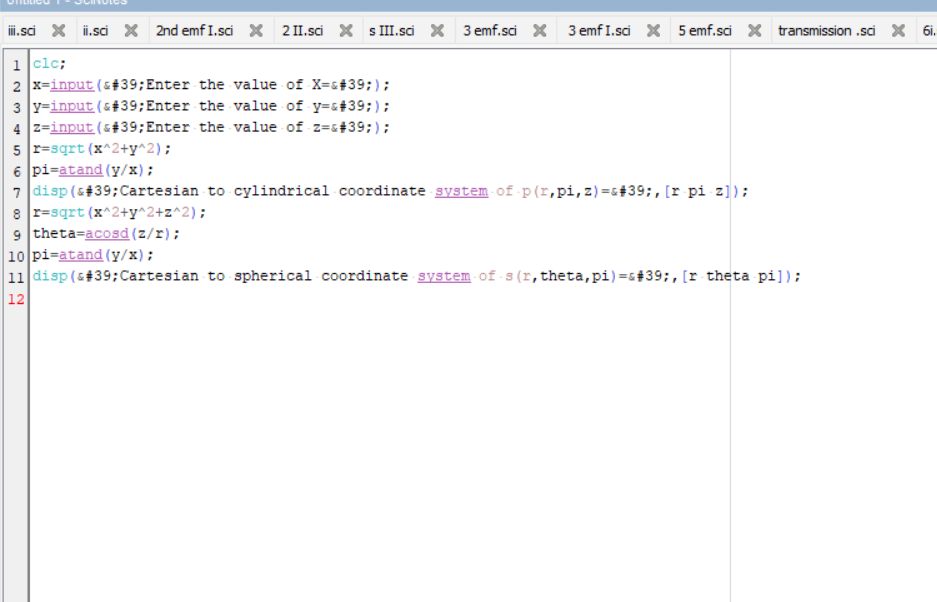 Untitled 1 - SciNotes
iii.sci ii.sci 2nd emf I.sci 2 II.sci s III.sci 3 emf.sci 3 emf I.sci 5 emf.sci transmission .sci 6i.
1 clc;
2 x=input(&#39;Enter the value of X=&#39;);
3 y=input(&#39;Enter the value of y=&#39;);
4 z=input(&#39;Enter the value of z=&#39;);
5 r=sqrt(x^2+y^2);
6 pi=atand(y/x);
7 disp(&#39;Cartesian to cylindrical coordinate system of p(r,pi,z)=&#39;,[r pi z]);
8 r=sqrt(x^2+y^2+z^2);
9 theta=acosd(z/r);
10 pi=atand(y/x);
11 disp(&#39;Cartesian to spherical coordinate system of s(r,theta,pi)=&#39;,[r theta pi]);
12